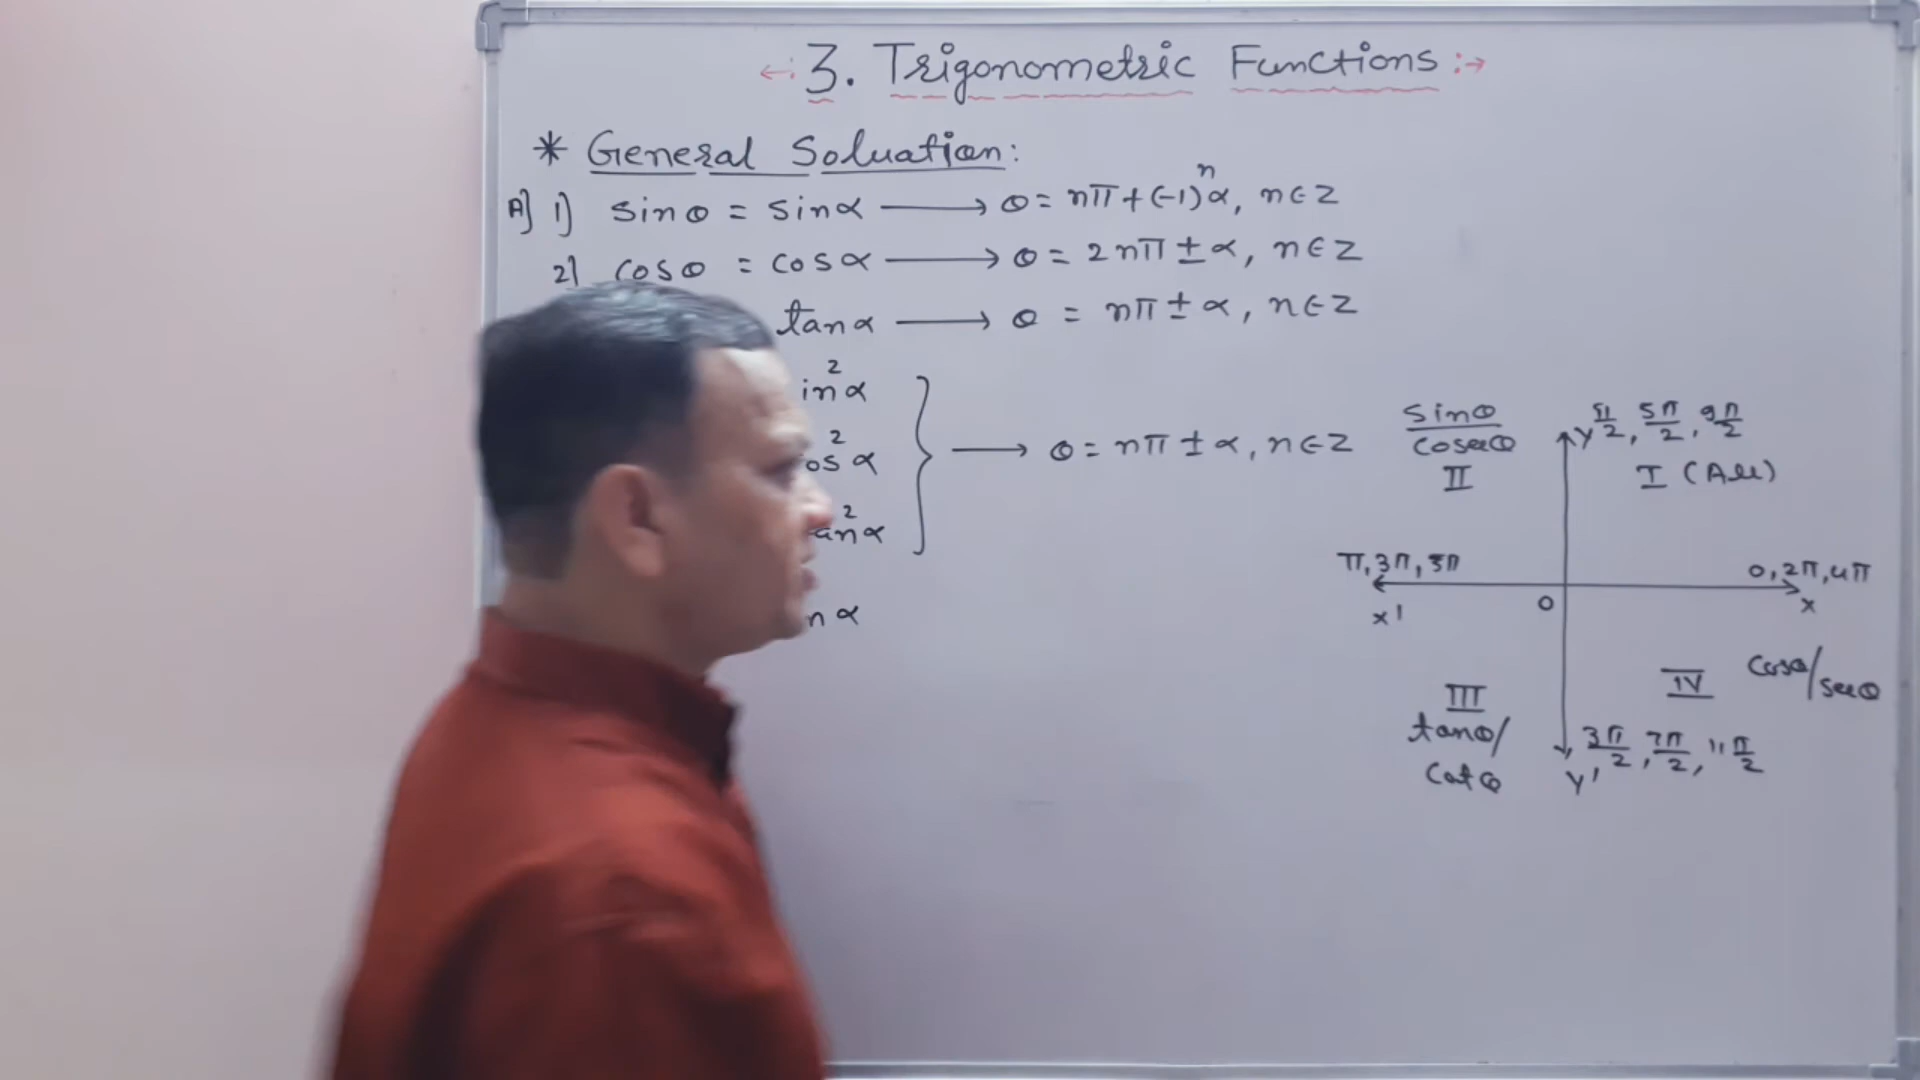 ←: 3. Trigonometric Functions :→
* General Soluation:
A] 1] sinθ = sinα ⟶ θ = nπ + (-1)ⁿα, n∈Z
2] cosθ = cosα ⟶ θ = 2nπ ± α, n∈Z
tanα ⟶ θ = nπ ± α, n∈Z
in²α
os²α } ⟶ θ = nπ ± α, n∈Z
an²α
n α
sinθ/cosecθ
II
Y π/2, 5π/2, 9π/2
I (All)
π, 3π, 5π
0, 2π, 4π
X'
O
X
III
tanθ/
cotθ
IV cosθ/secθ
Y' 3π/2, 7π/2, 11π/2